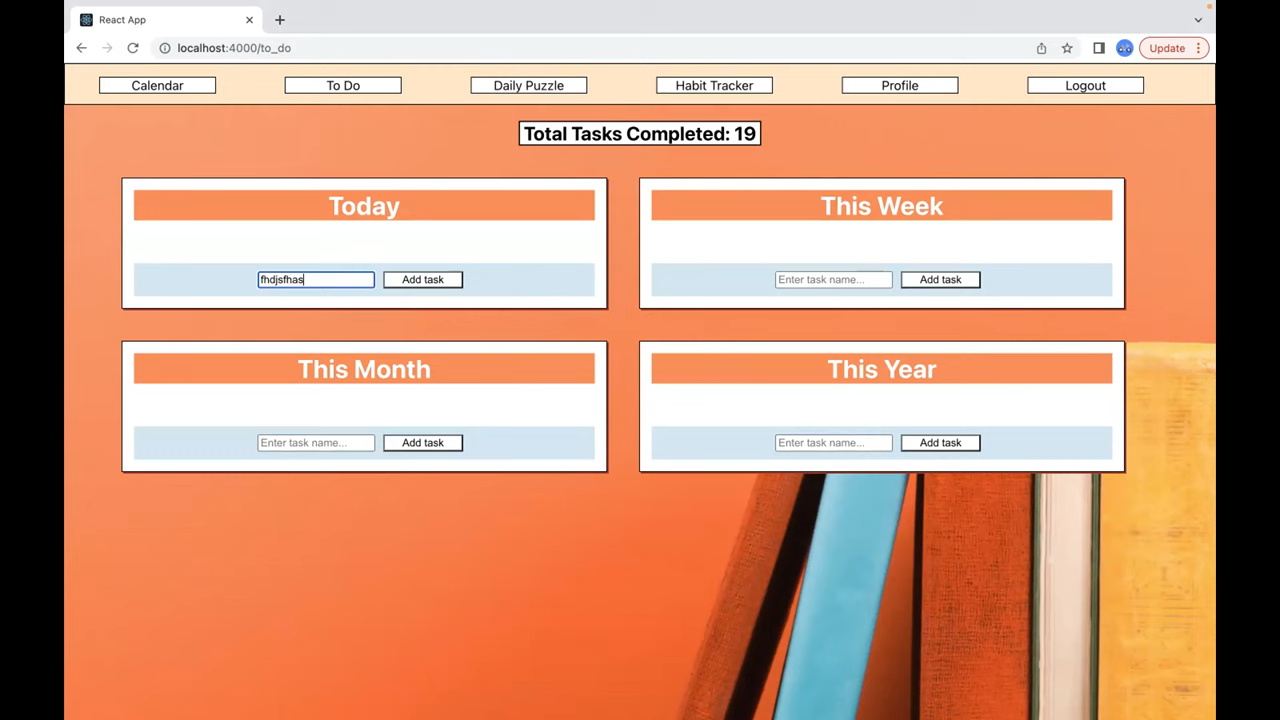 React App
localhost:4000/to_do
Update
Calendar
To Do
Daily Puzzle
Habit Tracker
Profile
Logout
Total Tasks Completed: 19
Today
fhdjsfhas
Add task
This Week
Enter task name...
Add task
This Month
Enter task name...
Add task
This Year
Enter task name...
Add task